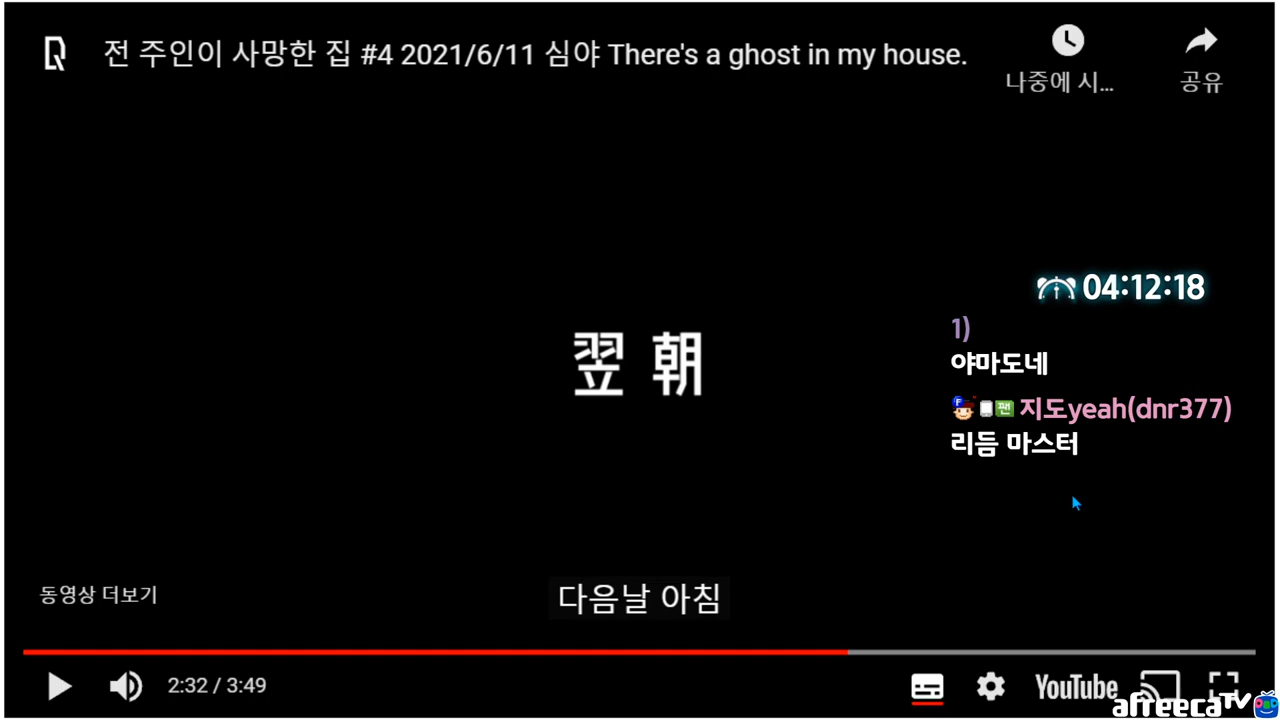 전 주인이 사망한 집 #4 2021/6/11 심야 There's a ghost in my house.
나중에 시...
공유
04:12:18
1)
야마도네
翌朝
F 팬 지도yeah(dnr377)
리듬 마스터
동영상 더보기
다음날 아침
2:32 / 3:49
YouTube
afreecaTV